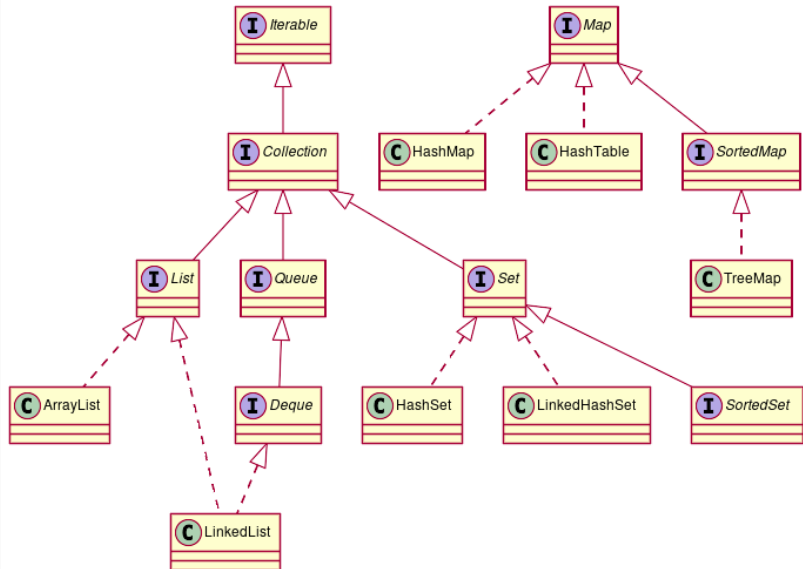 I Iterable
I Map
I Collection
C HashMap
C HashTable
I SortedMap
I List
I Queue
I Set
C TreeMap
C ArrayList
I Deque
C HashSet
C LinkedHashSet
I SortedSet
C LinkedList